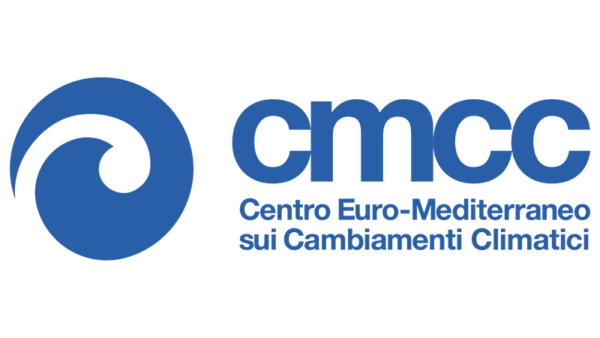 cmcc
Centro Euro-Mediterraneo
sui Cambiamenti Climatici